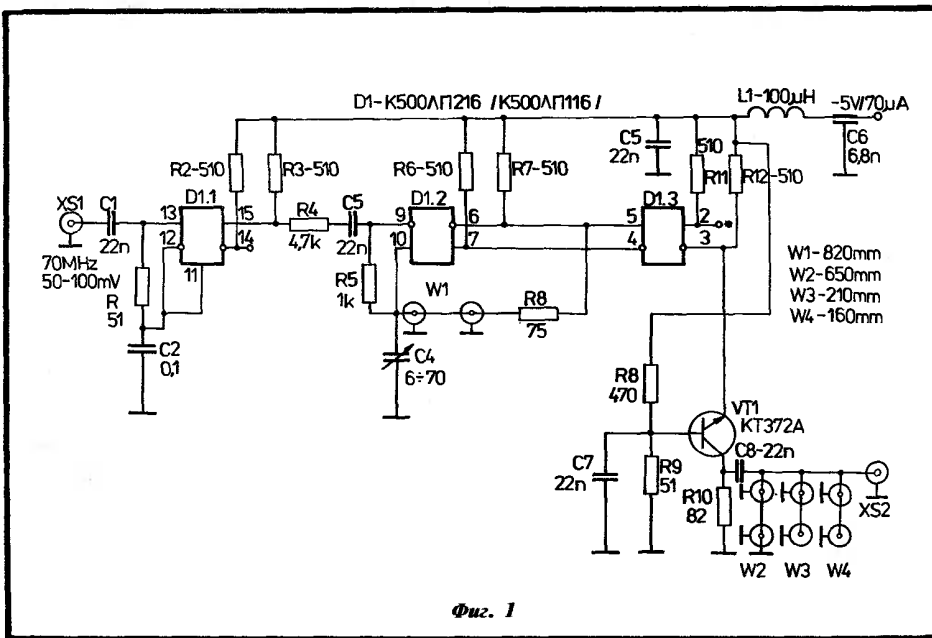 D1-К500ЛП216 /К500ЛП116/
L1-100μH
-5V/70μA
C6
6,8n
C5
22n
510
R11
R12-510
R2-510
R3-510
R6-510
R7-510
XS1
C1
22n
13
12
D1.1
15
14
11
R4
4,7k
C5
22n
9
10
D1.2
6
7
5
4
D1.3
2
3
70MHz
50-100mV
R
51
R5
1k
W1
R8
75
C2
0,1
C4
6÷70
W1-820mm
W2-650mm
W3-210mm
W4-160mm
R8
470
VT1
KT372A
C7
22n
R9
51
C8-22n
R10
82
XS2
W2
W3
W4
Фиг. 1